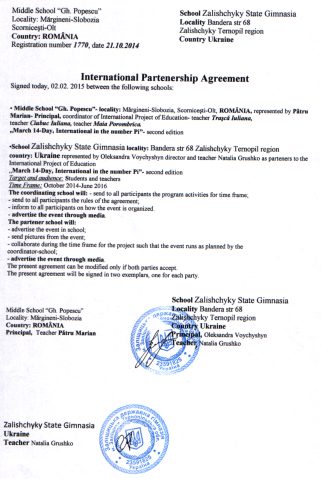 Middle School "Gh. Popescu"
Locality: Mărgineni-Slobozia
Scornicești-Olt
Country: ROMÂNIA
Registration number 1770, date 21.10.2014
School Zalishchyky State Gimnasia
Locality Bandera str 68
Zalishchyky Ternopil region
Country Ukraine
International Partenership Agreement
Signed today, 02.02. 2015 between the following schools:
• Middle School "Gh. Popescu"- locality: Mărgineni-Slobozia, Scornicești-Olt, ROMÂNIA, represented by Pătru
Marian- Principal, coordinator of International Project of Education- teacher Trașcă Iuliana,
teacher Ciobuc Iuliana, teacher Maia Porombrica.
„March 14-Day, International in the number Pi"- second edition
•School Zalishchyky State Gimnasia locality: Bandera str 68 Zalishchyky Ternopil region
country: Ukraine represented by Oleksandra Voychyshyn director and teacher Natalia Grushko as parteners to the
International Project of Education
„March 14-Day, International in the number Pi"- second edition
Target and audience: Students and teachers
Time Frame: October 2014-June 2016
The coordinating school will: - send to all participants the program activities for time frame;
- send to all participants the rules of the agreement;
- inform to all participants on how the event is organized.
- advertise the event through media.
The partener school will:
- advertise the event in school;
- send pictures from the event;
- collaborate during the time frame for the project such that the event runs as planned by the
coordinator-school;
- advertise the event through media.
The present agreement can be modified only if both parties accept.
The present agreement will be signed in two exemplars, one for each party.
School Zalishchyky State Gimnasia
Locality Bandera str 68
Zalishchyky Ternopil region
Country Ukraine
Principal, Oleksandra Voychyshyn
Teacher Natalia Grushko
Middle School "Gh. Popescu"
Locality: Mărgineni-Slobozia
Country: ROMÂNIA
Principal, Teacher Pătru Marian
Zalishchyky State Gimnasia
Ukraine
Teacher Natalia Grushko
Україна